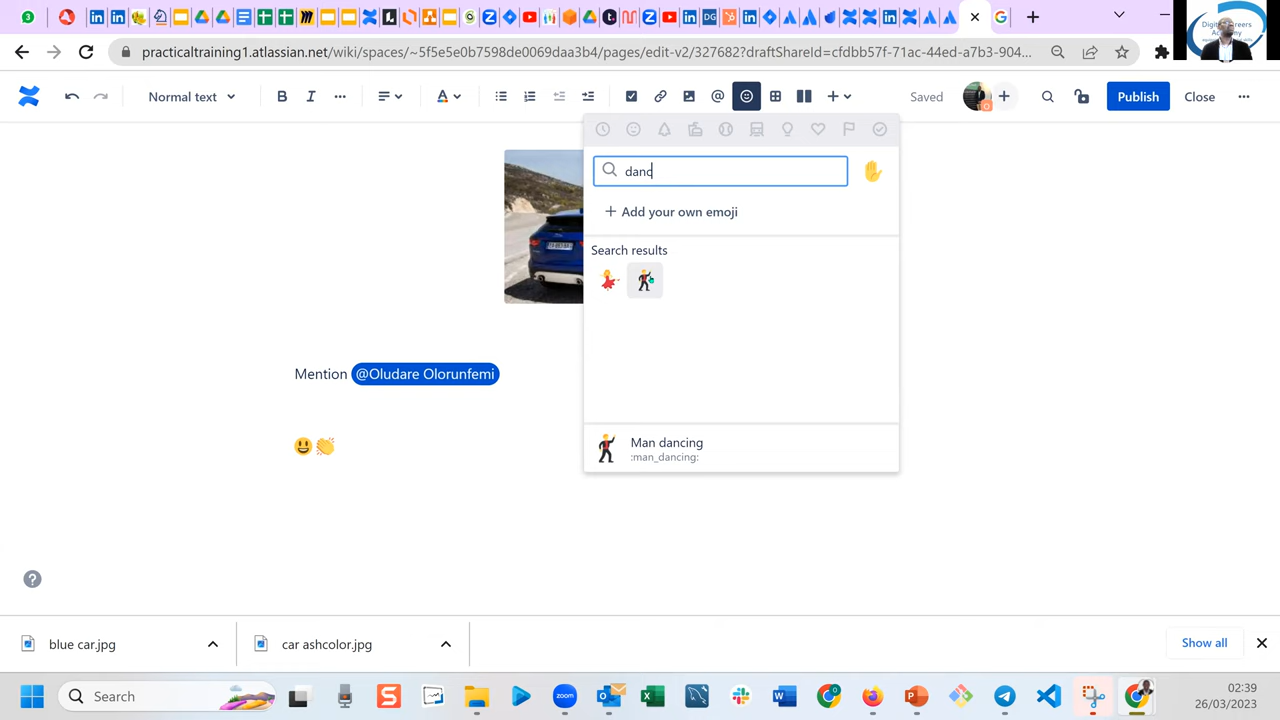 practicaltraining1.atlassian.net/wiki/spaces/~5f5e5e0b7598de0069daa3b4/pages/edit-v2/327682?draftShareId=cfdbb57f-71ac-44ed-a7b3-904...
Normal text
Saved
Publish
Close
danc
Add your own emoji
Search results
Mention @Oludare Olorunfemi
Man dancing
:man_dancing:
blue car.jpg
car ashcolor.jpg
Show all
Search
02:39
26/03/2023